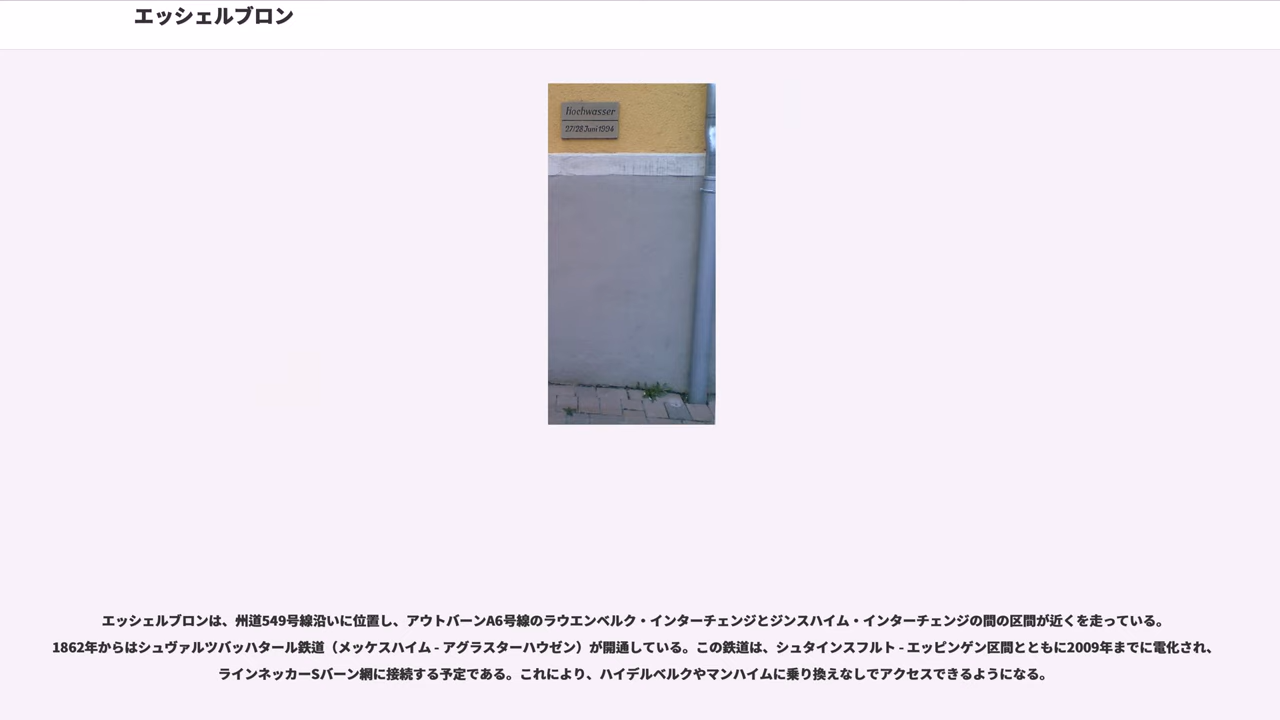 エッシェルブロン
Hochwasser
27/28.Juni 1994
エッシェルブロンは、州道549号線沿いに位置し、アウトバーンA6号線のラウエンベルク・インターチェンジとジンスハイム・インターチェンジの間の区間が近くを走っている。
1862年からはシュヴァルツバッハタール鉄道（メッケスハイム - アグラスターハウゼン）が開通している。この鉄道は、シュタインスフルト - エッピンゲン区間とともに2009年までに電化され、
ラインネッカーSバーン網に接続する予定である。これにより、ハイデルベルクやマンハイムに乗り換えなしでアクセスできるようになる。